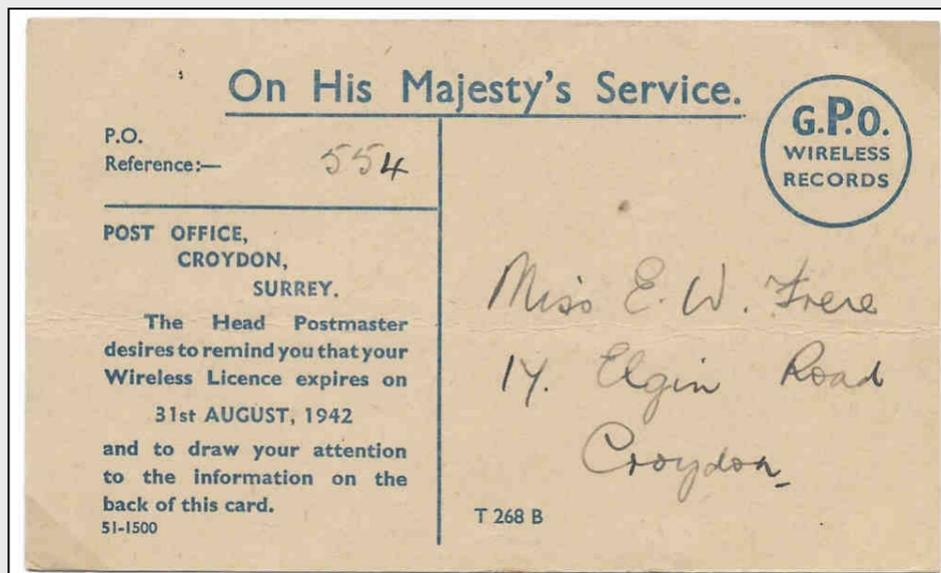 On His Majesty's Service.
G.P.O.
WIRELESS
RECORDS
P.O.
Reference:— 554
POST OFFICE,
CROYDON,
SURREY.
The Head Postmaster
desires to remind you that your
Wireless Licence expires on
31st AUGUST, 1942
and to draw your attention
to the information on the
back of this card.
51-1500
Miss E. W. Frere
14. Elgin Road
Croydon
T 268 B